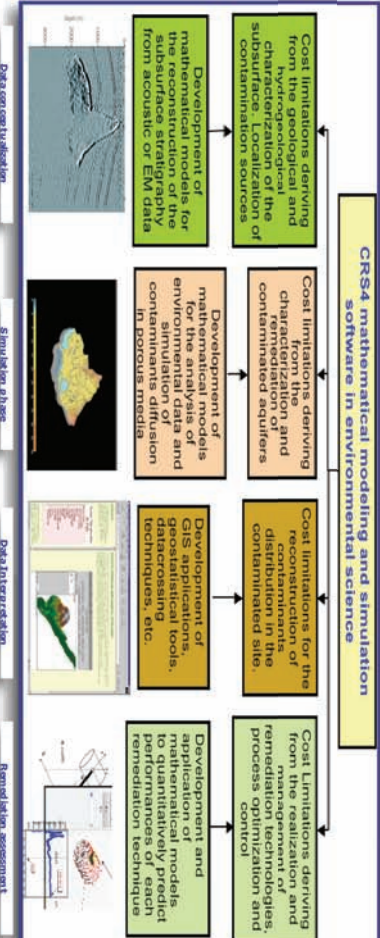 CRS4 mathematical modeling and simulation
software in environmental science
Cost limitations deriving
from the geological and
hydrogeological
characterization of the
subsurface. Localization of
contamination sources
Cost limitations deriving
from the
characterization and
remediation of
contaminated aquifers
Cost limitations for the
reconstruction of
contaminants
distribution in the
contaminated site.
Cost Limitations deriving
from the realization and
management of
remediation technologies,
process optimization and
control
Development of
mathematical models for
the reconstruction of the
subsurface stratigraphy
from acoustic or EM data
Development of
mathematical models
for the analysis of
environmental data and
simulation of
contaminants diffusion
in porous media
Development of
GIS applications,
geostatistical tools,
datacrossing
techniques, etc.
Development and
application of
mathematical models
to quantitatively predict
performances of each
remediation technique
Data conceptualisation
Simulation phase
Data Interpretation
Remediation assessment